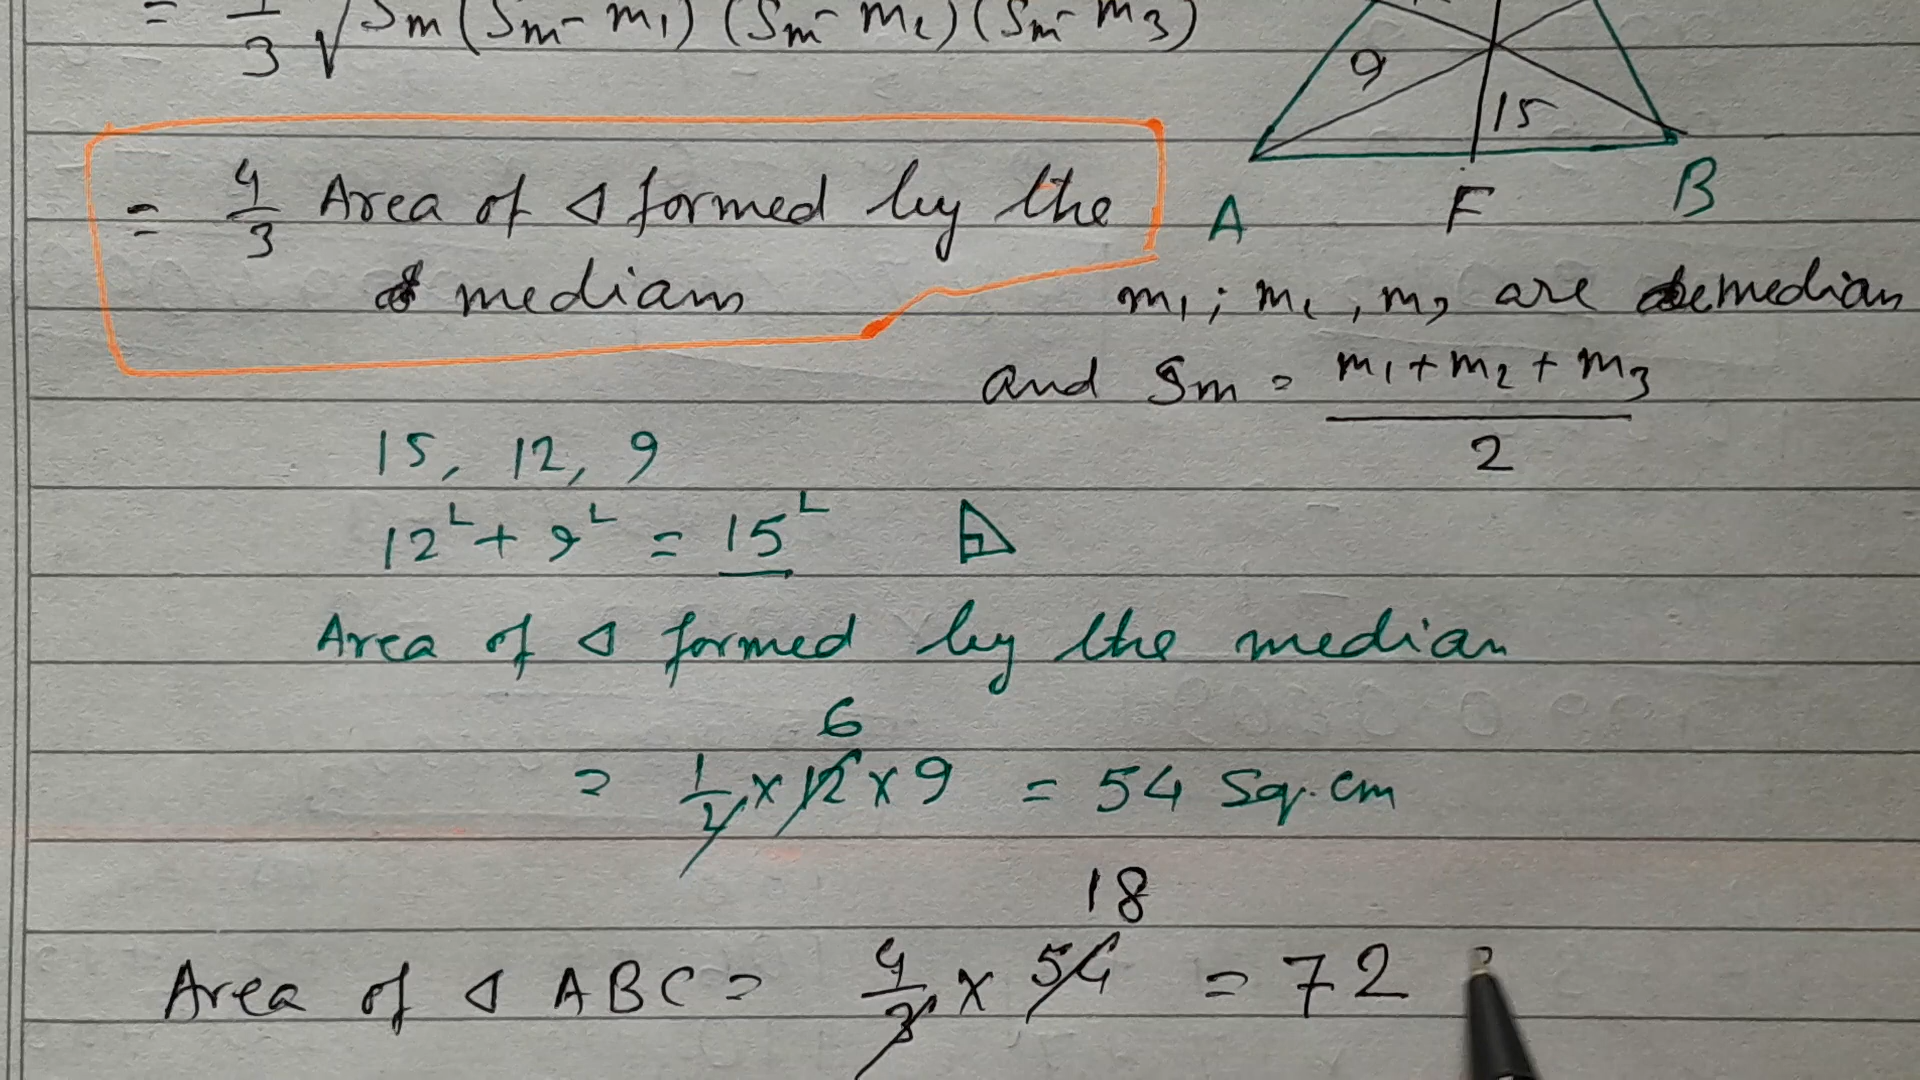 = 1/3 √Sm(Sm-m₁)(Sm-m₂)(Sm-m₃)
9
15
= 4/3 Area of Δ formed by the
medians
A F B
m₁; m₂, m₃ are median
and Sm = (m₁+m₂+m₃)/2
15, 12, 9
12² + 9² = 15²
Area of Δ formed by the median
6
= 1/2 × 12 × 9 = 54 Sq. cm
18
Area of Δ ABC = 4/3 × 54 = 72